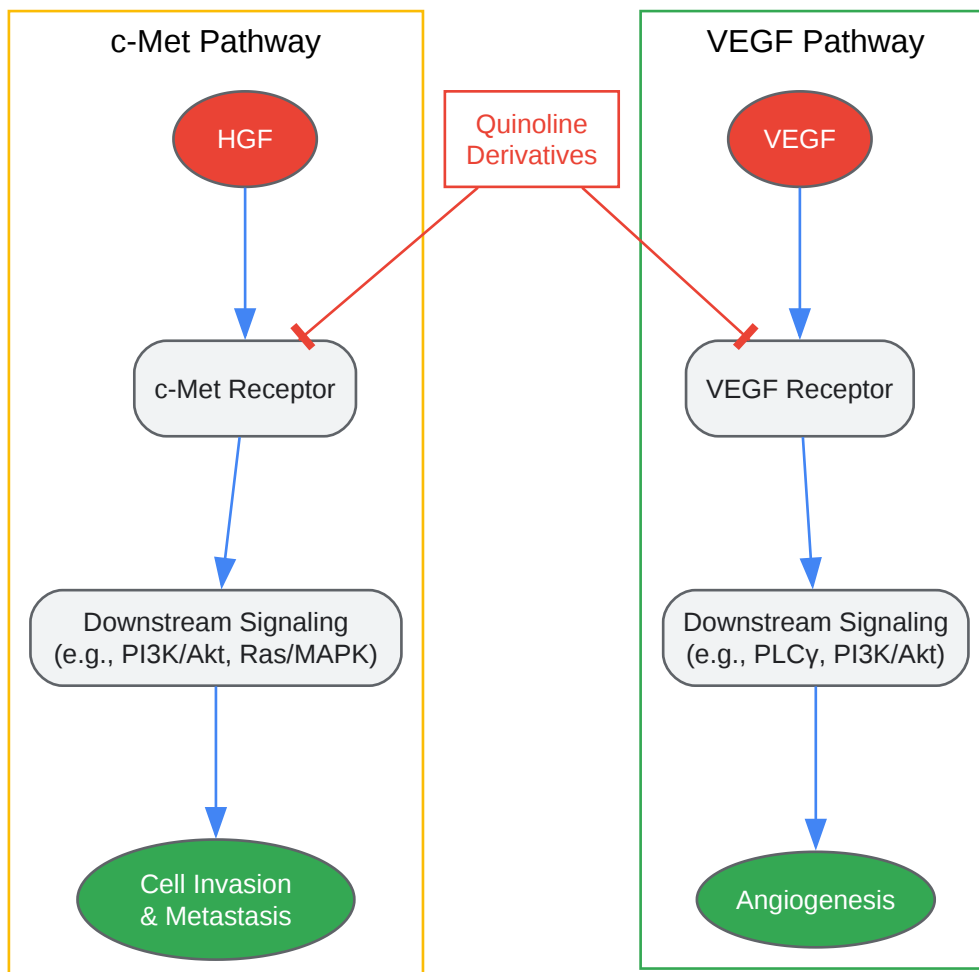 c-Met Pathway
VEGF Pathway
HGF
Quinoline
Derivatives
VEGF
c-Met Receptor
VEGF Receptor
Downstream Signaling
(e.g., PI3K/Akt, Ras/MAPK)
Downstream Signaling
(e.g., PLCγ, PI3K/Akt)
Cell Invasion
& Metastasis
Angiogenesis